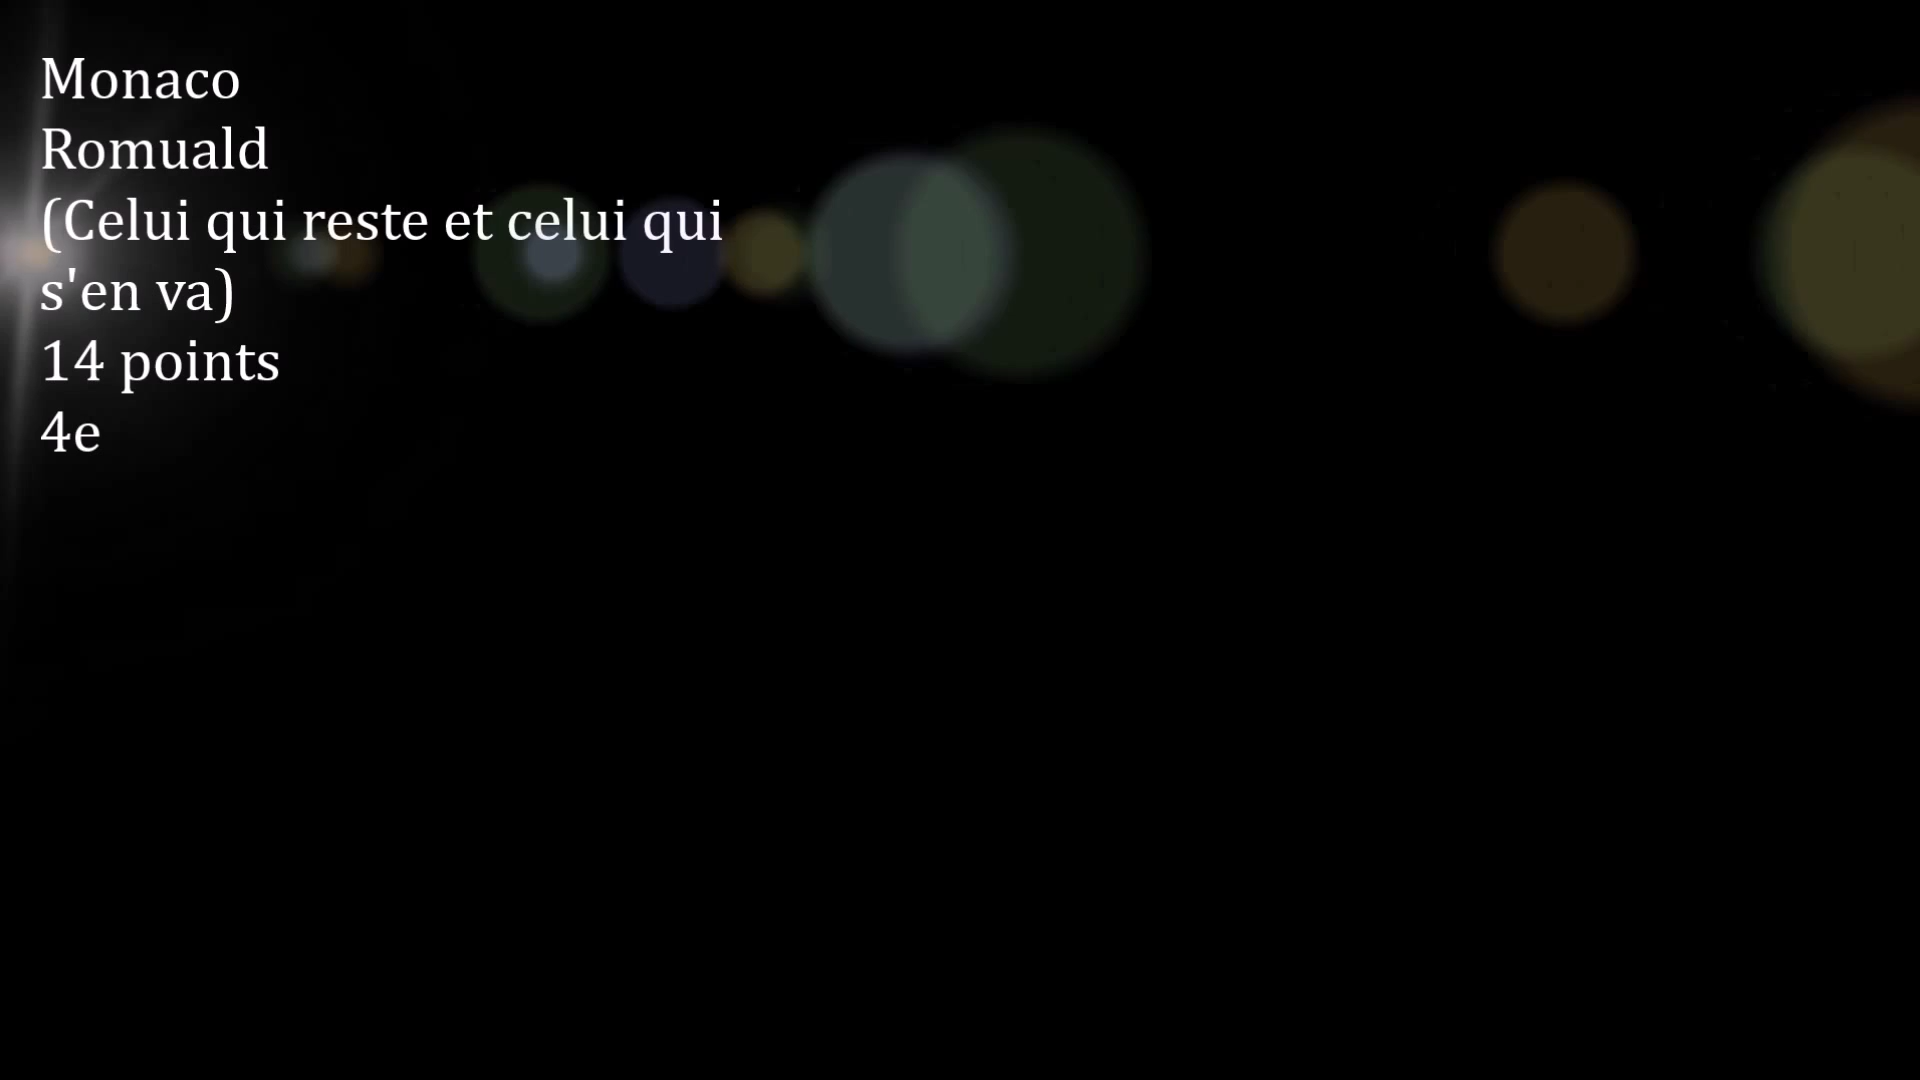 Monaco
Romuald
(Celui qui reste et celui qui
s'en va)
14 points
4e